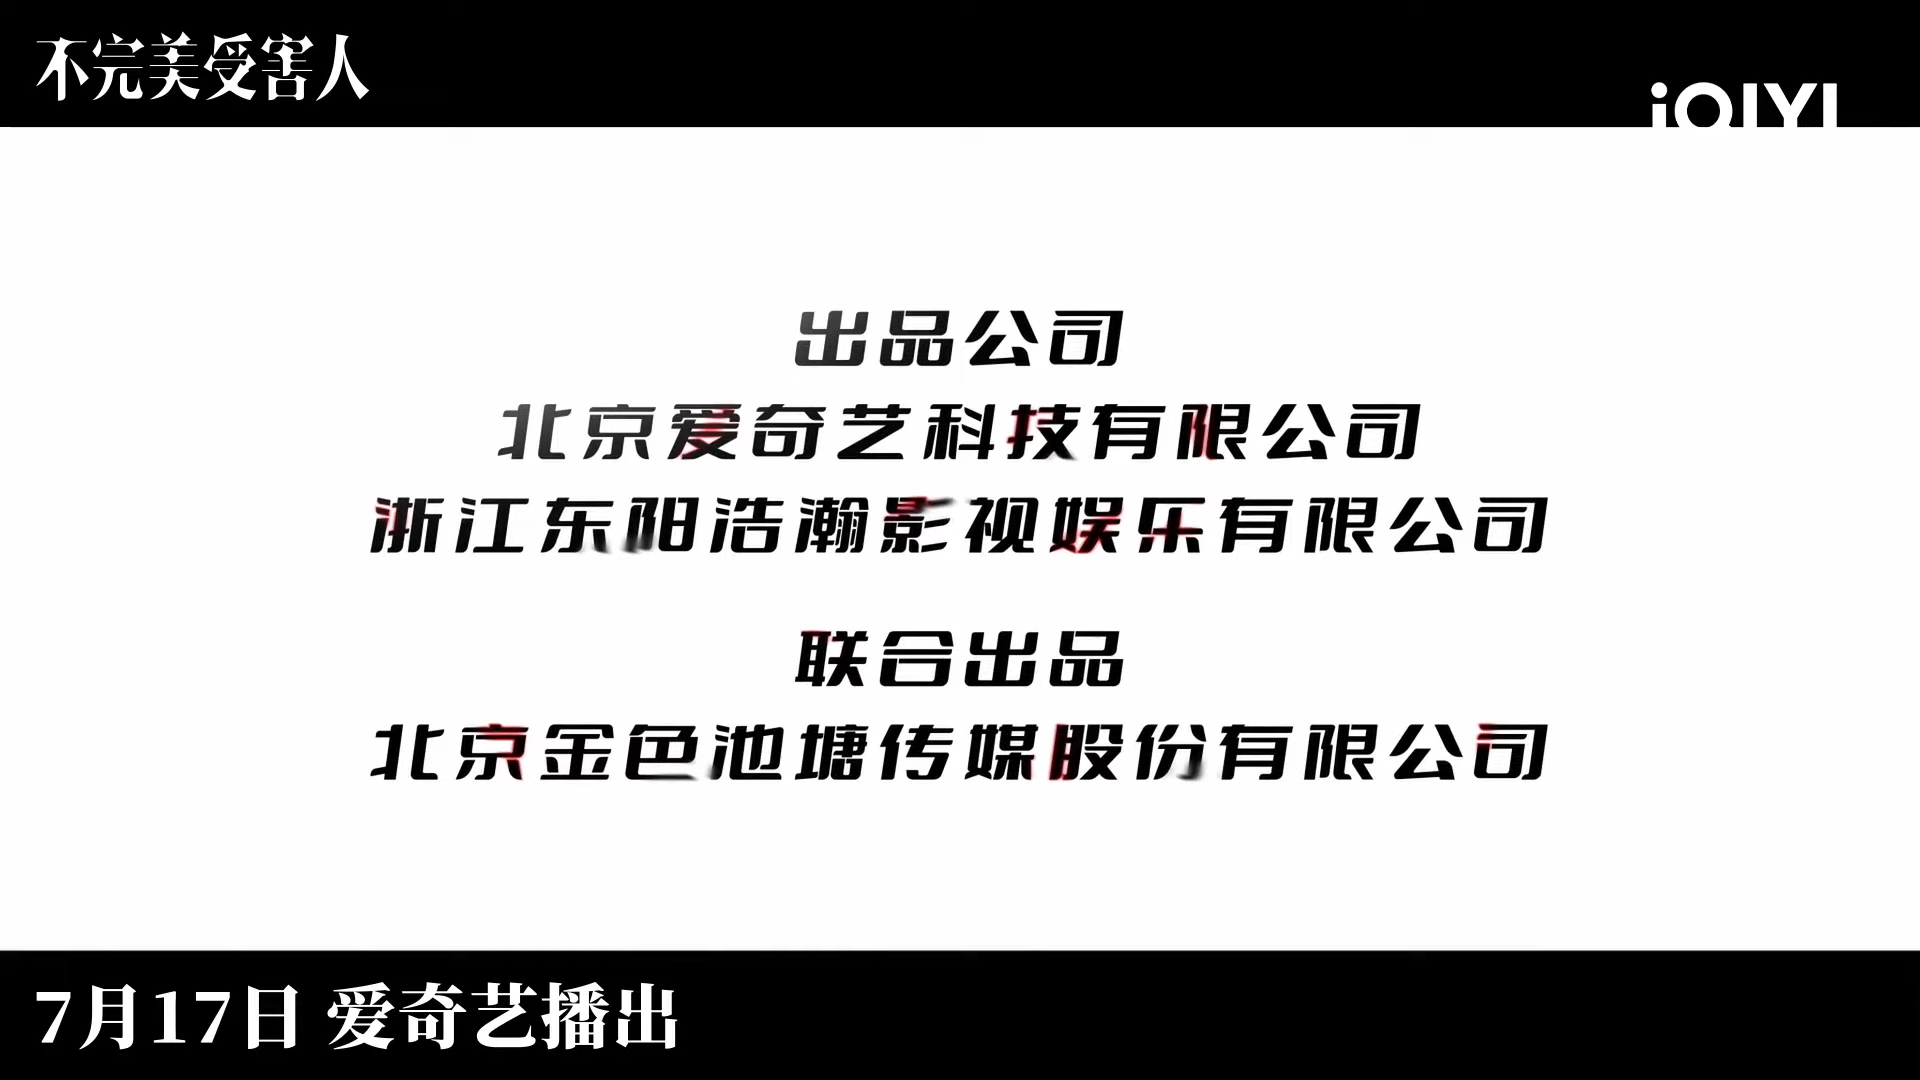 不完美受害人
iQIYI
出品公司
北京爱奇艺科技有限公司
浙江东阳浩瀚影视娱乐有限公司
联合出品
北京金色池塘传媒股份有限公司
7月17日 爱奇艺播出